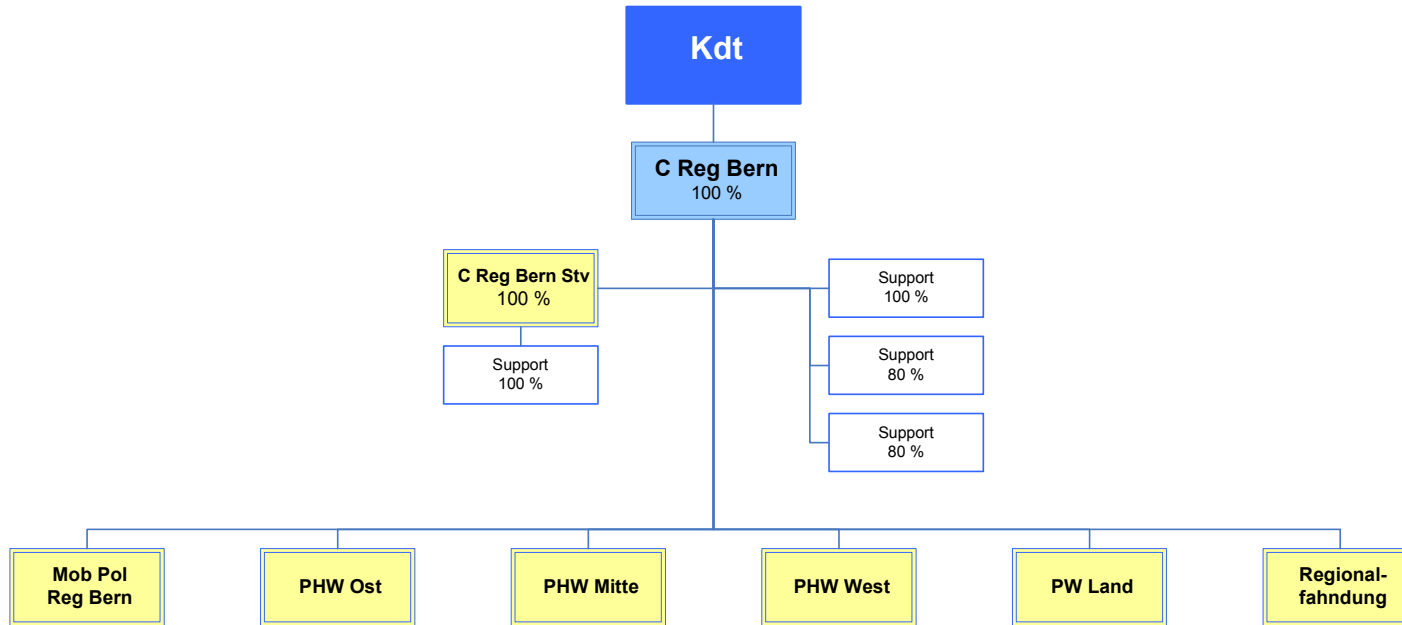 Kdt
C Reg Bern
100 %
C Reg Bern Stv
100 %
Support
100 %
Support
100 %
Support
80 %
Support
80 %
Mob Pol
Reg Bern
PHW Ost
PHW Mitte
PHW West
PW Land
Regional-
fahndung